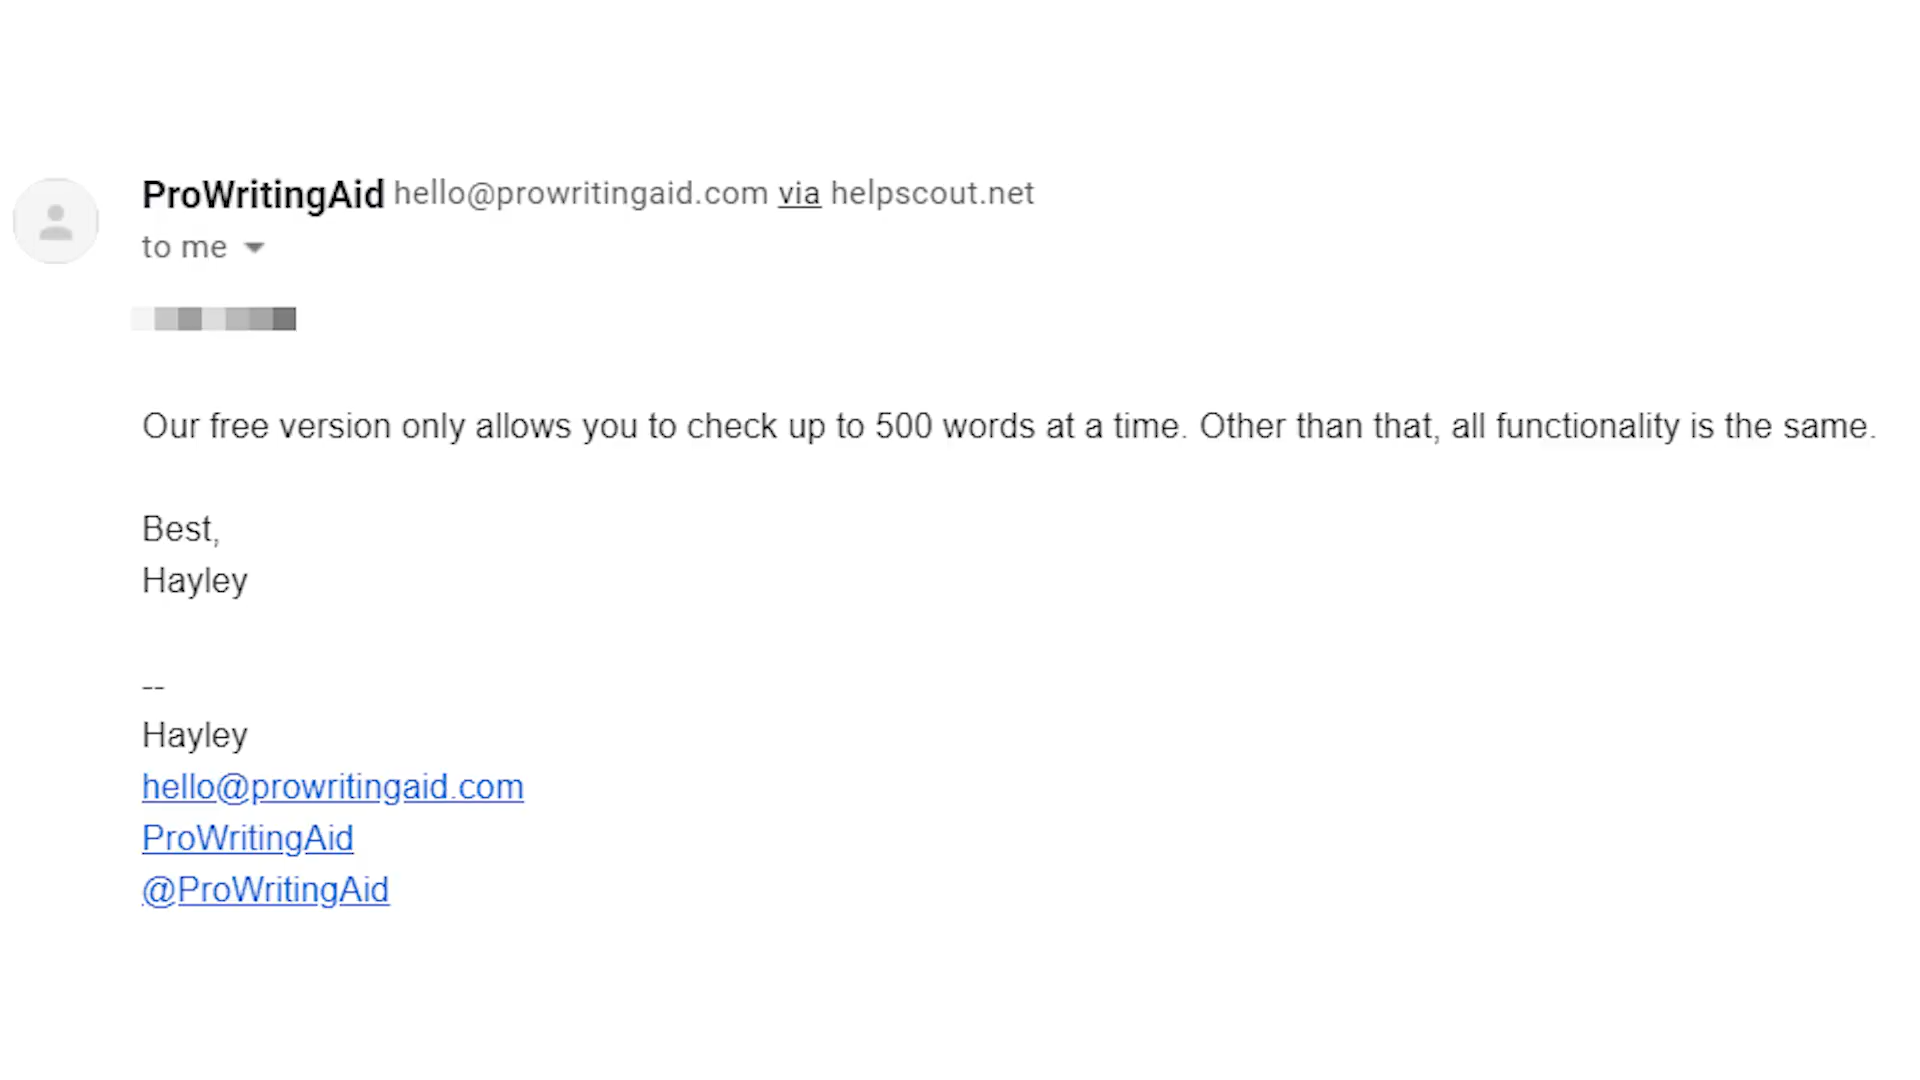 ProWritingAid hello@prowritingaid.com via helpscout.net
to me
Our free version only allows you to check up to 500 words at a time. Other than that, all functionality is the same.
Best,
Hayley
--
Hayley
hello@prowritingaid.com
ProWritingAid
@ProWritingAid